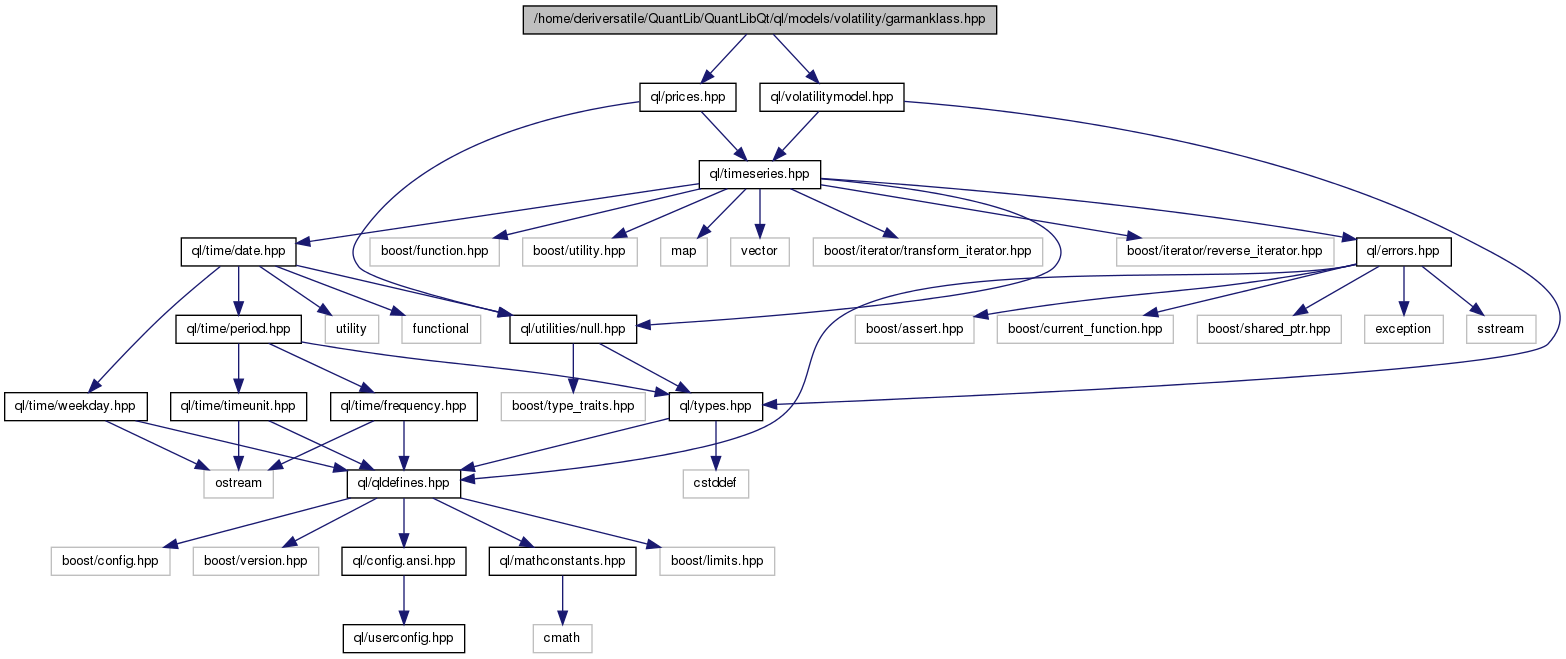 /home/deriversatile/QuantLib/QuantLibQt/ql/models/volatility/garmanklass.hpp
ql/prices.hpp
ql/volatilitymodel.hpp
ql/timeseries.hpp
ql/time/date.hpp
boost/function.hpp
boost/utility.hpp
map
vector
boost/iterator/transform_iterator.hpp
boost/iterator/reverse_iterator.hpp
ql/errors.hpp
ql/time/period.hpp
utility
functional
ql/utilities/null.hpp
boost/assert.hpp
boost/current_function.hpp
boost/shared_ptr.hpp
exception
sstream
ql/time/weekday.hpp
ql/time/timeunit.hpp
ql/time/frequency.hpp
boost/type_traits.hpp
ql/types.hpp
ostream
ql/qldefines.hpp
cstddef
boost/config.hpp
boost/version.hpp
ql/config.ansi.hpp
ql/mathconstants.hpp
boost/limits.hpp
ql/userconfig.hpp
cmath